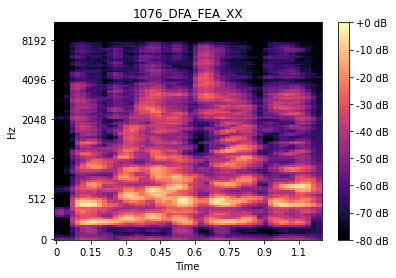 1076_DFA_FEA_XX
8192
4096
2048
1024
512
0
Hz
0
0.15
0.3
0.45
0.6
0.75
0.9
1.1
Time
+0 dB
-10 dB
-20 dB
-30 dB
-40 dB
-50 dB
-60 dB
-70 dB
-80 dB